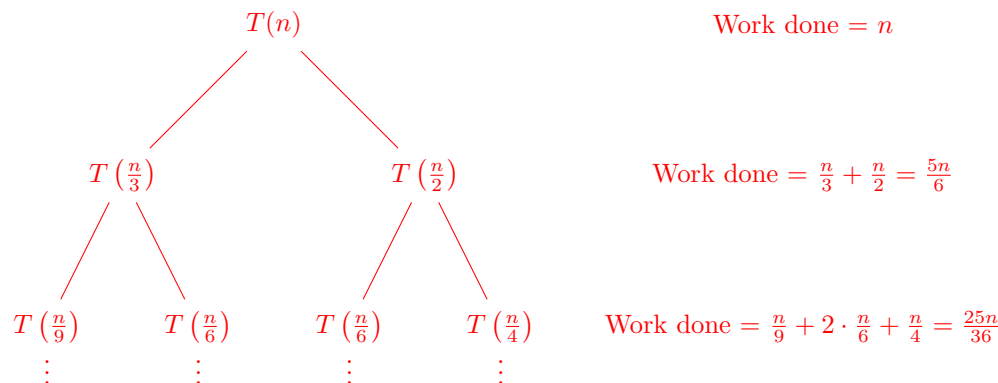 T(n) Work done = n
T(n/3) T(n/2) Work done = n/3 + n/2 = 5n/6
T(n/9) T(n/6) T(n/6) T(n/4) Work done = n/9 + 2 · n/6 + n/4 = 25n/36
⋮ ⋮ ⋮ ⋮